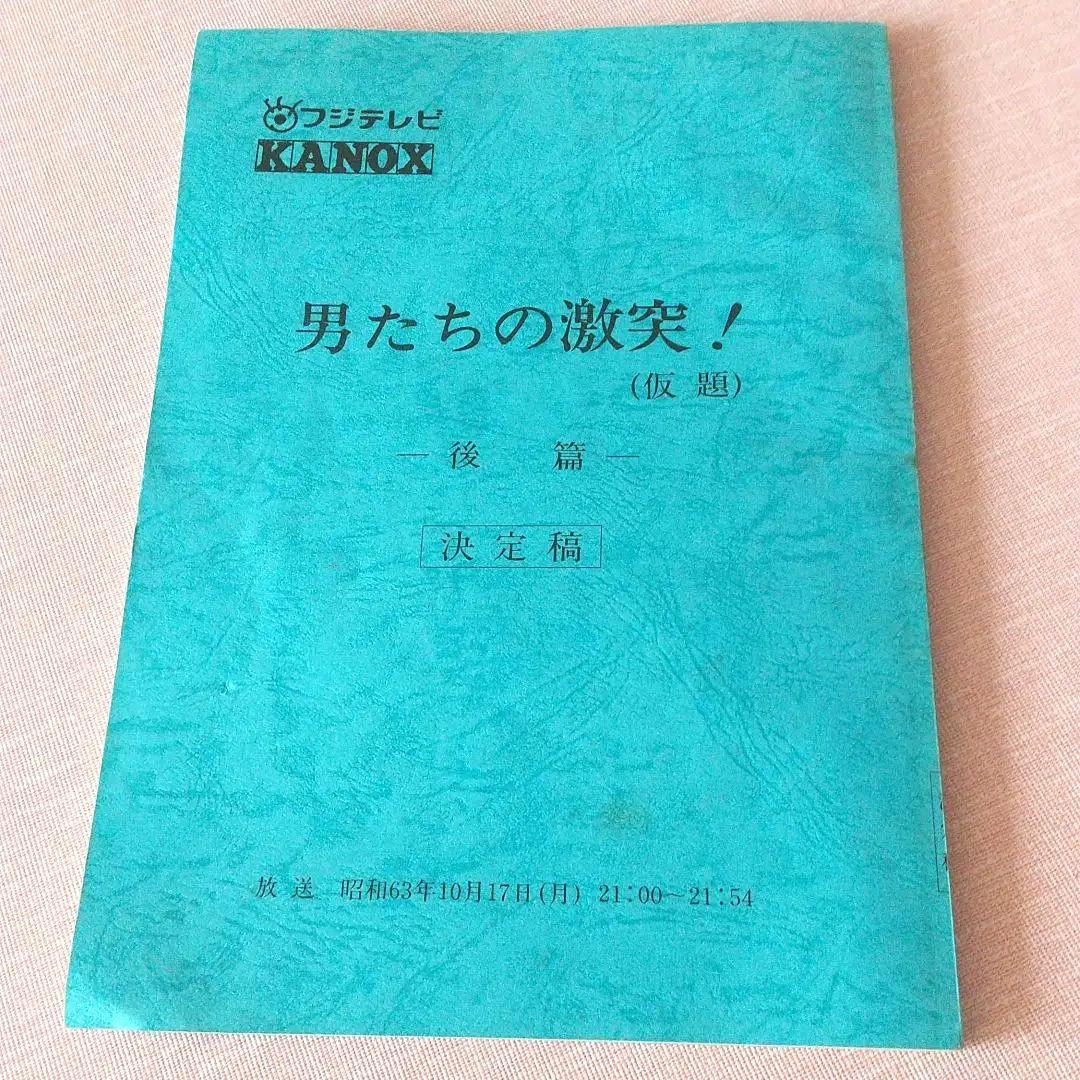 フジテレビ
KANOX
男たちの激突！
(仮 題)
― 後 篇 ―
決 定 稿
放 送 昭和63年10月17日(月) 21:00～21:54